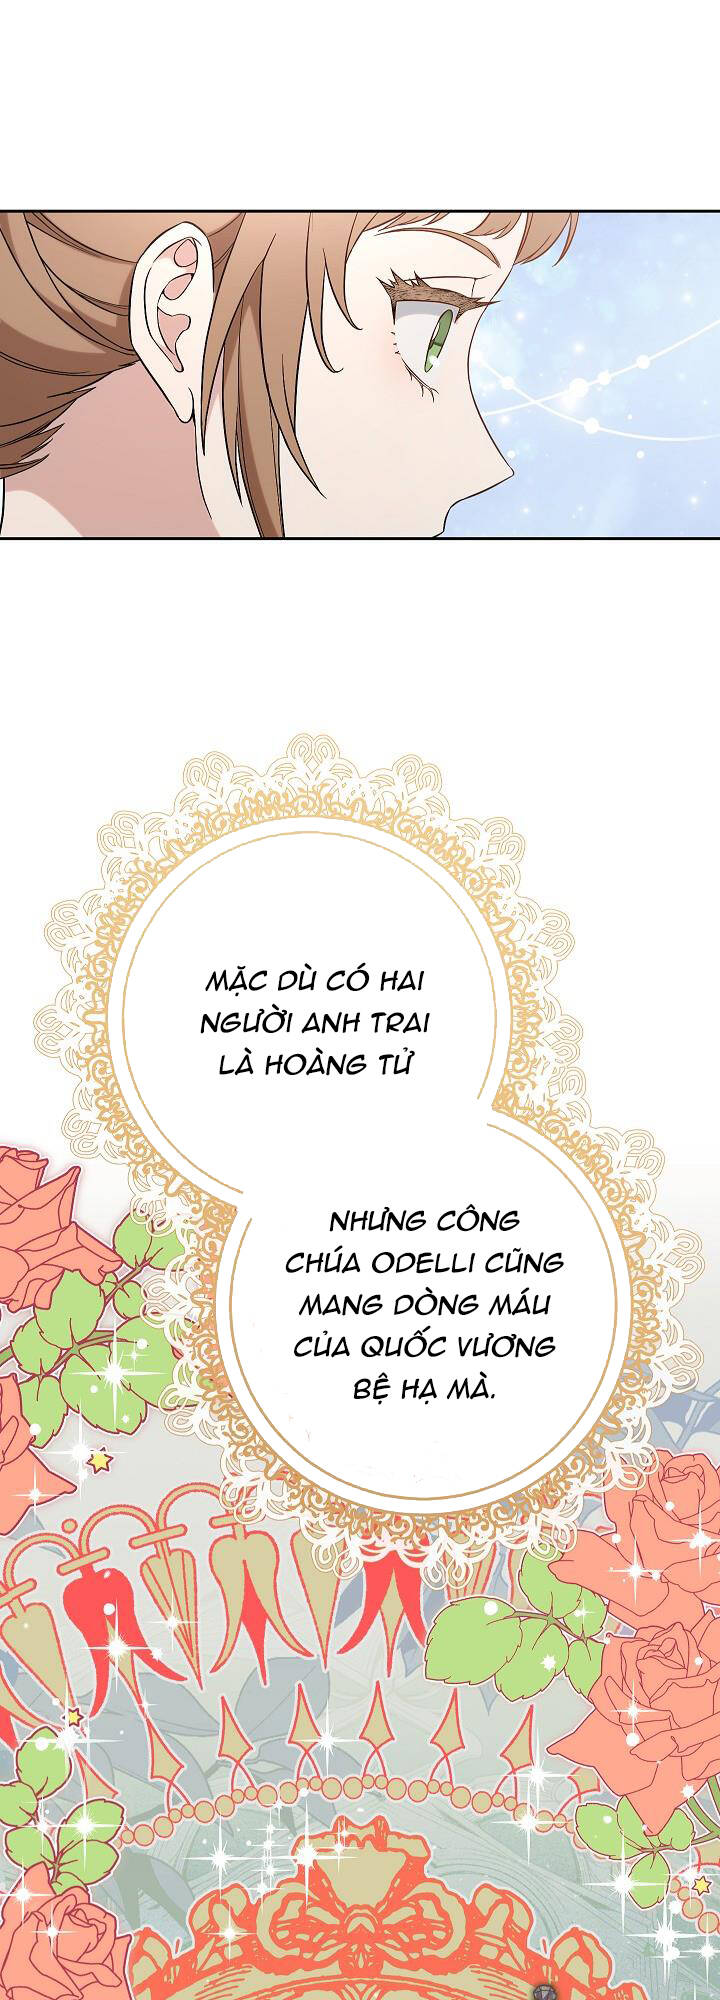 MẶC DÙ CÓ HAI
NGƯỜI ANH TRAI
LÀ HOÀNG TỬ
NHƯNG CÔNG
CHÚA ODELLI CŨNG
MANG DÒNG MÁU
CỦA QUỐC VƯƠNG
BỆ HẠ MÀ.